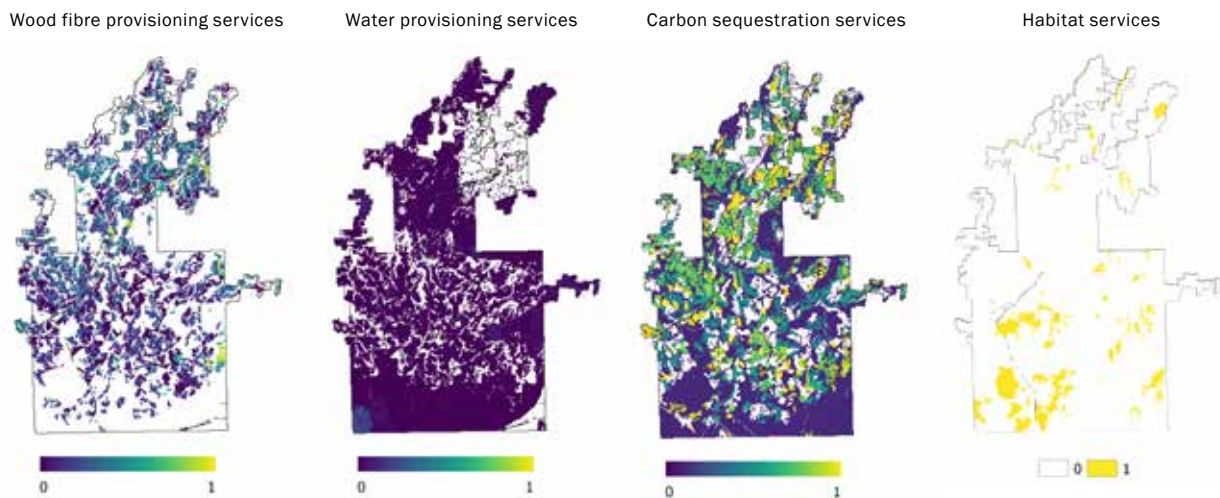 Wood fibre provisioning services
Water provisioning services
Carbon sequestration services
Habitat services
0 1
0 1
0 1
0 1